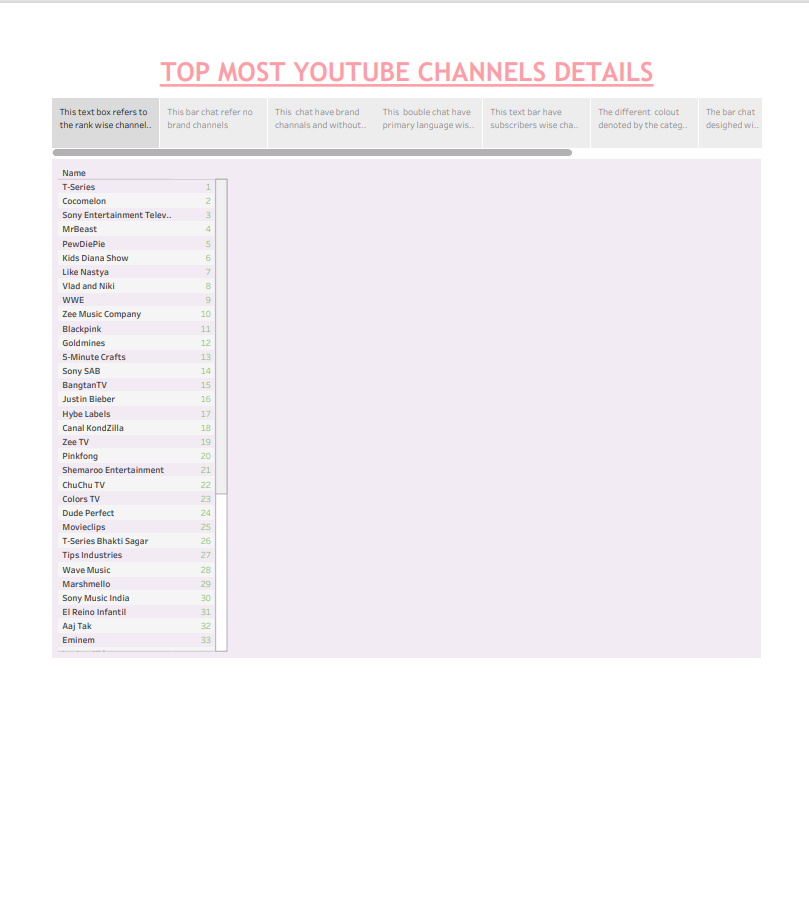 TOP MOST YOUTUBE CHANNELS DETAILS
This text box refers to
the rank wise channel..
This bar chat refer no
brand channels
This chat have brand
channels and without..
This bouble chat have
primary language wis..
This text bar have
subscribers wise cha..
The different colout
denoted by the categ..
The bar chat
desighed wi..
Name
T-Series 1
Cocomelon 2
Sony Entertainment Telev.. 3
MrBeast 4
PewDiePie 5
Kids Diana Show 6
Like Nastya 7
Vlad and Niki 8
WWE 9
Zee Music Company 10
Blackpink 11
Goldmines 12
5-Minute Crafts 13
Sony SAB 14
BangtanTV 15
Justin Bieber 16
Hybe Labels 17
Canal KondZilla 18
Zee TV 19
Pinkfong 20
Shemaroo Entertainment 21
ChuChu TV 22
Colors TV 23
Dude Perfect 24
Movieclips 25
T-Series Bhakti Sagar 26
Tips Industries 27
Wave Music 28
Marshmello 29
Sony Music India 30
El Reino Infantil 31
Aaj Tak 32
Eminem 33